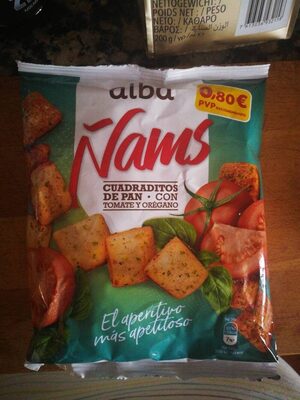 NETTOGEWICHT
POIDS NET / PESO
NETO / ΚΑΘΑΡΟ
ΒΑΡΟΣ /
200 g
alba
0,80€
PVP
Ñams
CUADRADITOS
DE PAN • CON
TOMATE Y ORÉGANO
El aperitivo
más apetitoso